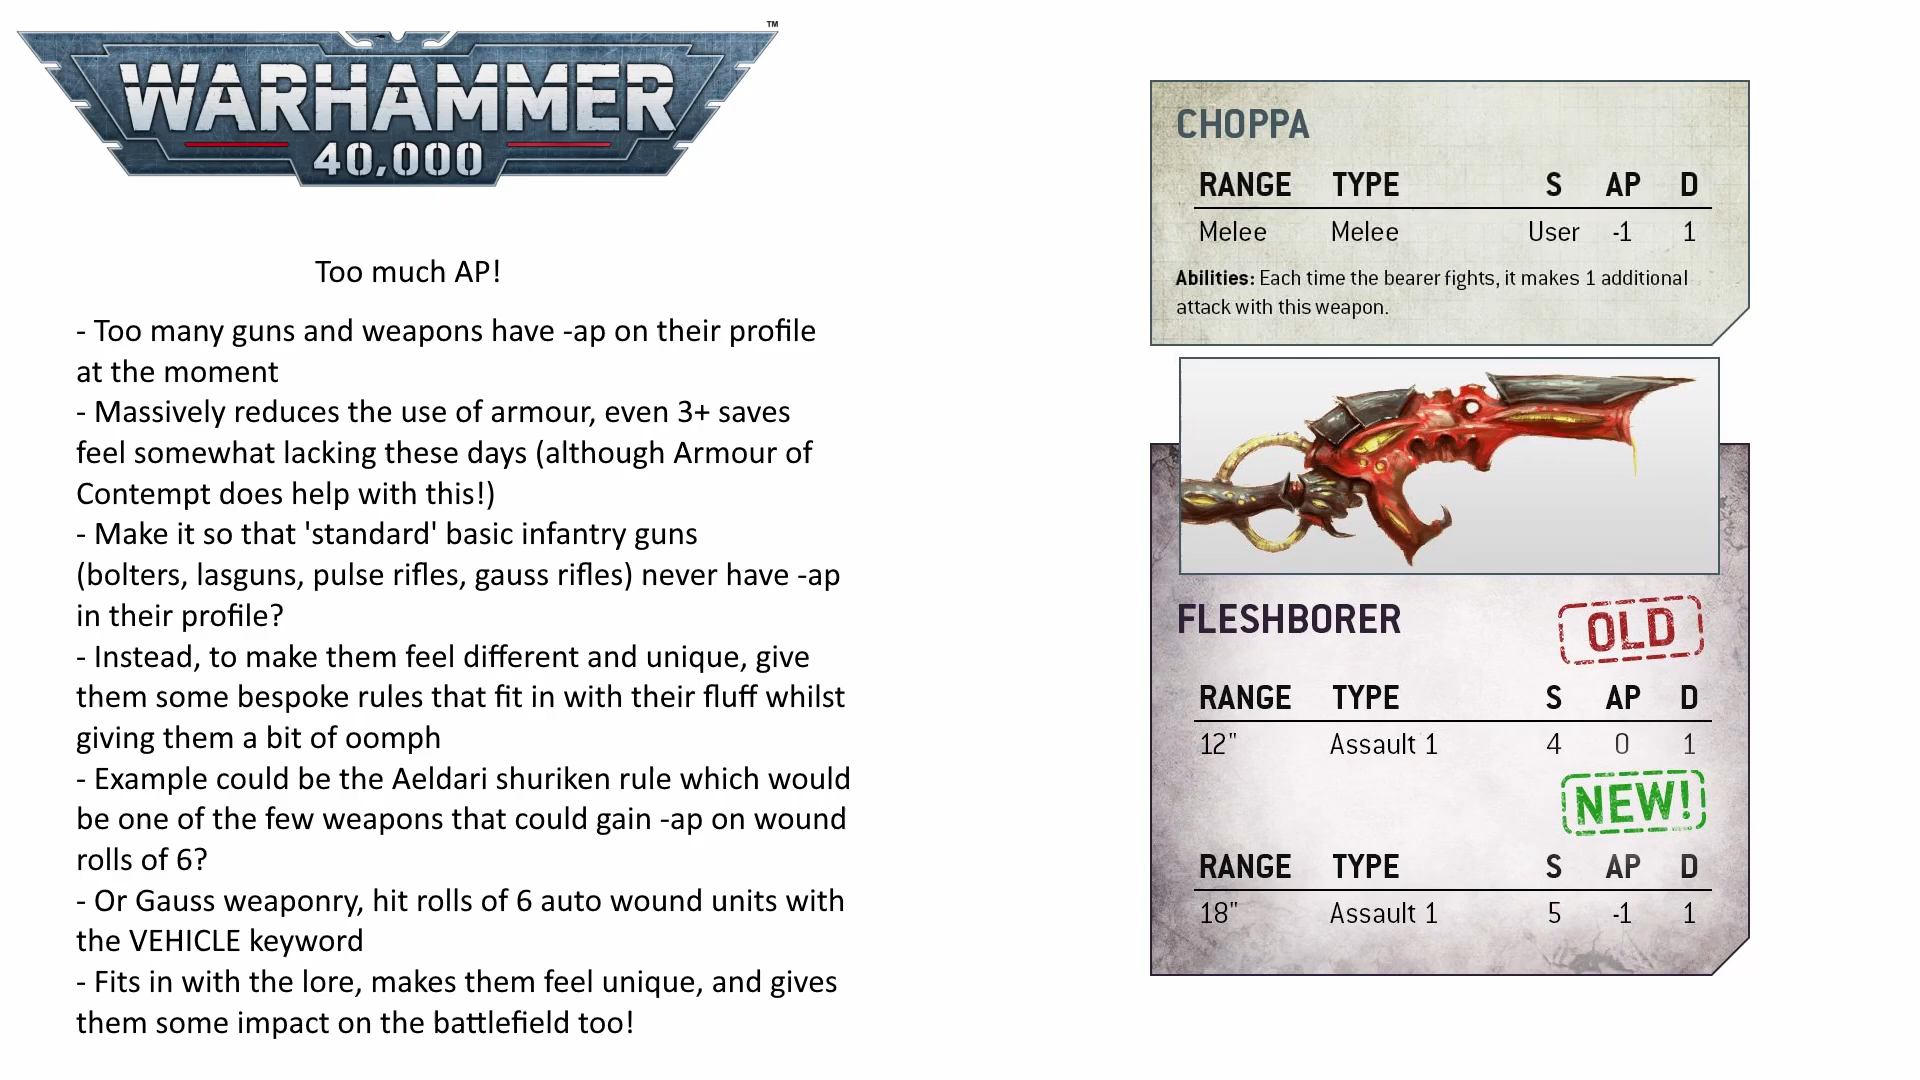 WARHAMMER
™
40,000
Too much AP!
- Too many guns and weapons have -ap on their profile
at the moment
- Massively reduces the use of armour, even 3+ saves
feel somewhat lacking these days (although Armour of
Contempt does help with this!)
- Make it so that 'standard' basic infantry guns
(bolters, lasguns, pulse rifles, gauss rifles) never have -ap
in their profile?
- Instead, to make them feel different and unique, give
them some bespoke rules that fit in with their fluff whilst
giving them a bit of oomph
- Example could be the Aeldari shuriken rule which would
be one of the few weapons that could gain -ap on wound
rolls of 6?
- Or Gauss weaponry, hit rolls of 6 auto wound units with
the VEHICLE keyword
- Fits in with the lore, makes them feel unique, and gives
them some impact on the battlefield too!
CHOPPA
RANGE TYPE S AP D
Melee Melee User -1 1
Abilities: Each time the bearer fights, it makes 1 additional
attack with this weapon.
FLESHBORER
OLD
RANGE TYPE S AP D
12" Assault 1 4 0 1
NEW!
RANGE TYPE S AP D
18" Assault 1 5 -1 1